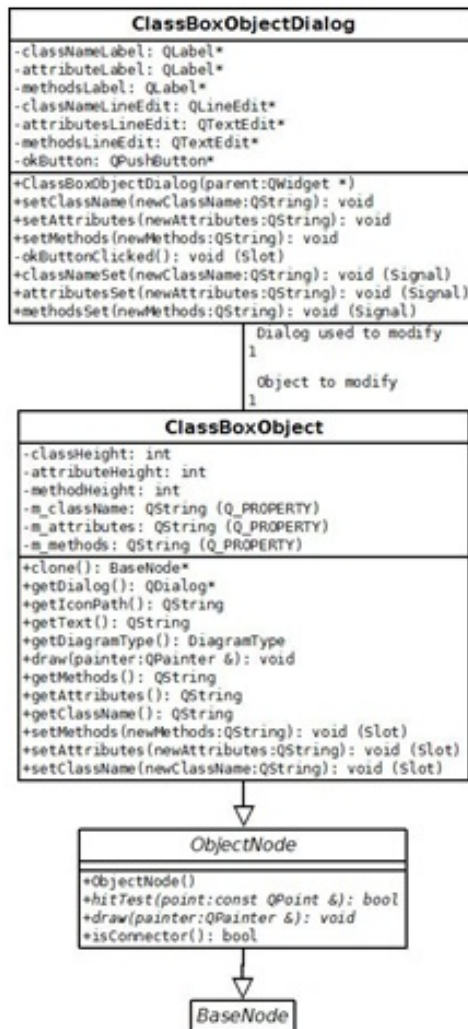 ClassBoxObjectDialog
-classNameLabel: QLabel*
-attributeLabel: QLabel*
-methodsLabel: QLabel*
-classNameLineEdit: QLineEdit*
-attributesLineEdit: QTextEdit*
-methodsLineEdit: QTextEdit*
-okButton: QPushButton*
+ClassBoxObjectDialog(parent:QWidget *)
+setClassName(newClassName:QString): void
+setAttributes(newAttributes:QString): void
+setMethods(newMethods:QString): void
-okButtonClicked(): void (Slot)
+classNameSet(newClassName:QString): void (Signal)
+attributesSet(newAttributes:QString): void (Signal)
+methodsSet(newMethods:QString): void (Signal)
Dialog used to modify
1
Object to modify
1
ClassBoxObject
-classHeight: int
-attributeHeight: int
-methodHeight: int
-m_className: QString (Q_PROPERTY)
-m_attributes: QString (Q_PROPERTY)
-m_methods: QString (Q_PROPERTY)
+clone(): BaseNode*
+getDialog(): QDialog*
+getIconPath(): QString
+getText(): QString
+getDiagramType(): DiagramType
+draw(painter:QPainter &): void
+getMethods(): QString
+getAttributes(): QString
+getClassName(): QString
+setMethods(newMethods:QString): void (Slot)
+setAttributes(newAttributes:QString): void (Slot)
+setClassName(newClassName:QString): void (Slot)
ObjectNode
+ObjectNode()
+hitTest(point:const QPoint &): bool
+draw(painter:QPainter &): void
+isConnector(): bool
BaseNode